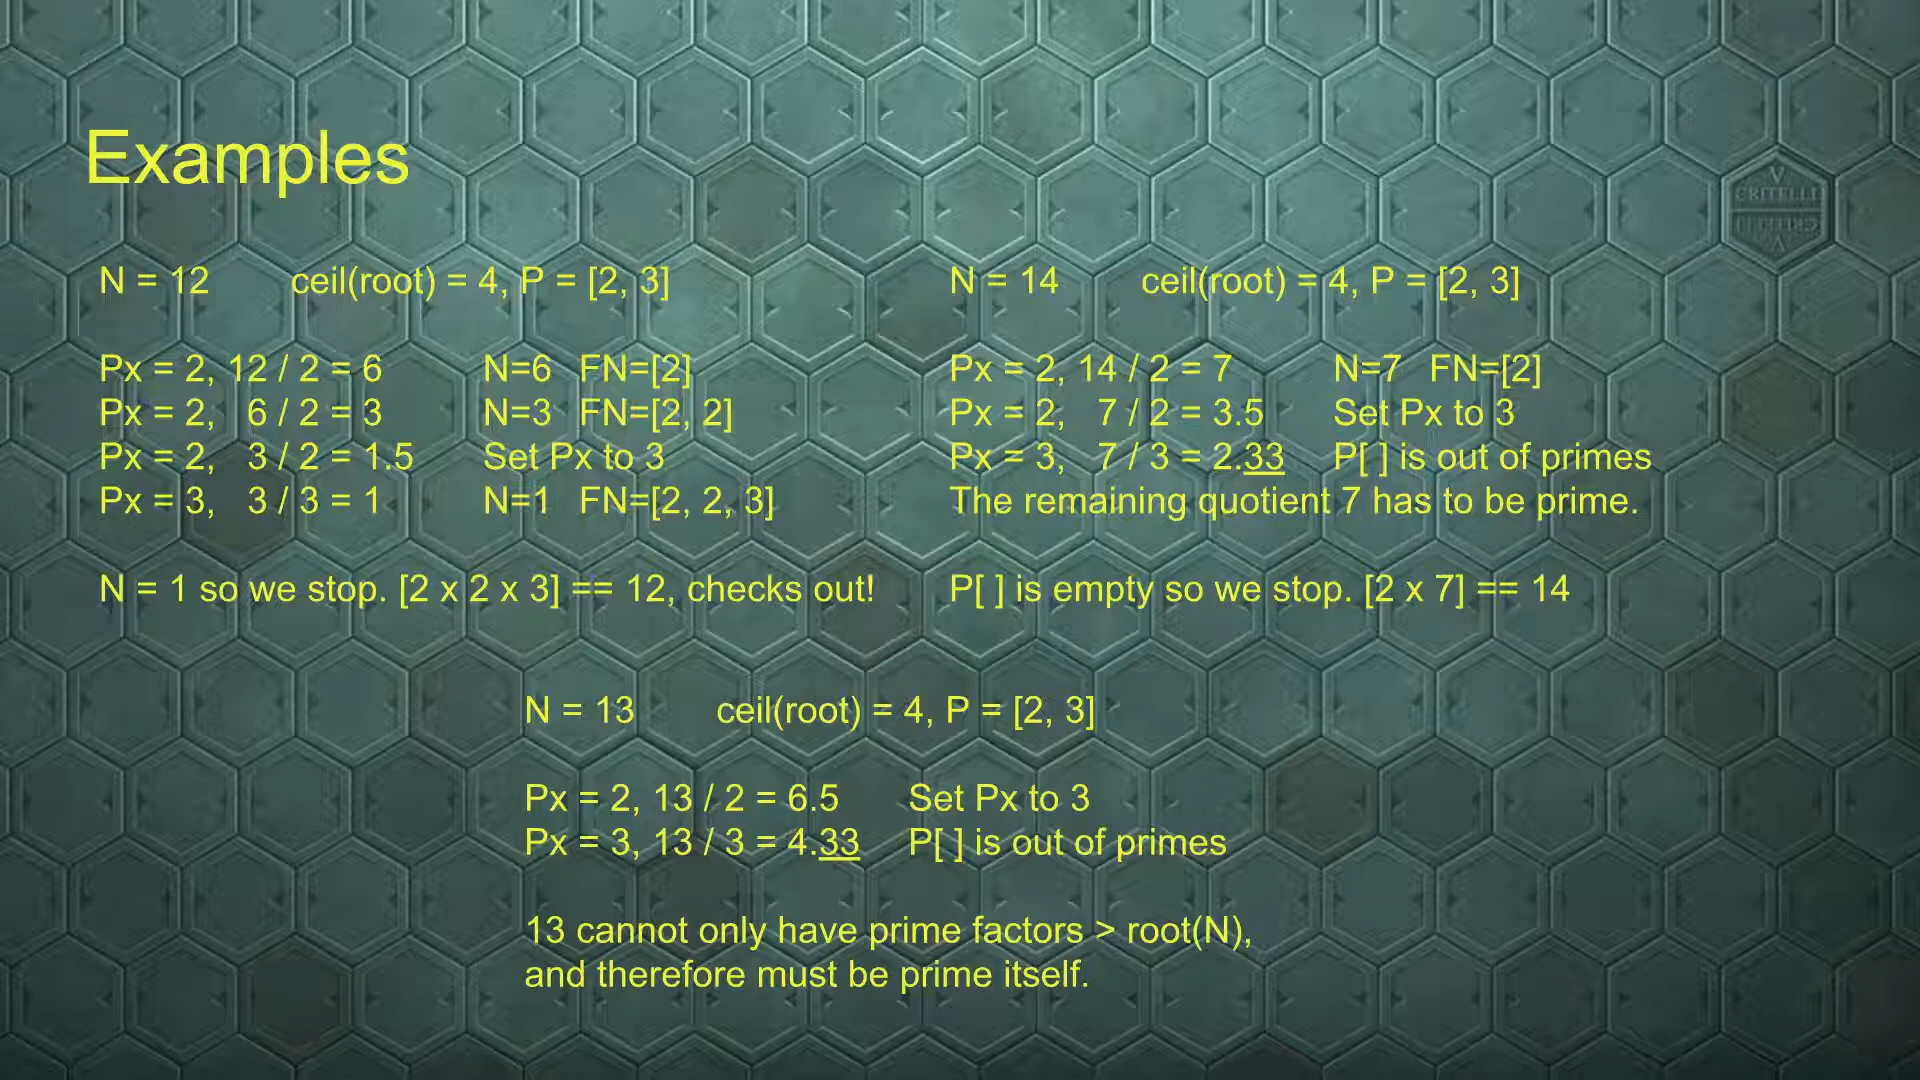 Examples
V
CRITELLI
N = 12 ceil(root) = 4, P = [2, 3]
Px = 2, 12 / 2 = 6 N=6 FN=[2]
Px = 2, 6 / 2 = 3 N=3 FN=[2, 2]
Px = 2, 3 / 2 = 1.5 Set Px to 3
Px = 3, 3 / 3 = 1 N=1 FN=[2, 2, 3]
N = 1 so we stop. [2 x 2 x 3] == 12, checks out!
N = 14 ceil(root) = 4, P = [2, 3]
Px = 2, 14 / 2 = 7 N=7 FN=[2]
Px = 2, 7 / 2 = 3.5 Set Px to 3
Px = 3, 7 / 3 = 2.33 P[ ] is out of primes
The remaining quotient 7 has to be prime.
P[ ] is empty so we stop. [2 x 7] == 14
N = 13 ceil(root) = 4, P = [2, 3]
Px = 2, 13 / 2 = 6.5 Set Px to 3
Px = 3, 13 / 3 = 4.33 P[ ] is out of primes
13 cannot only have prime factors > root(N),
and therefore must be prime itself.